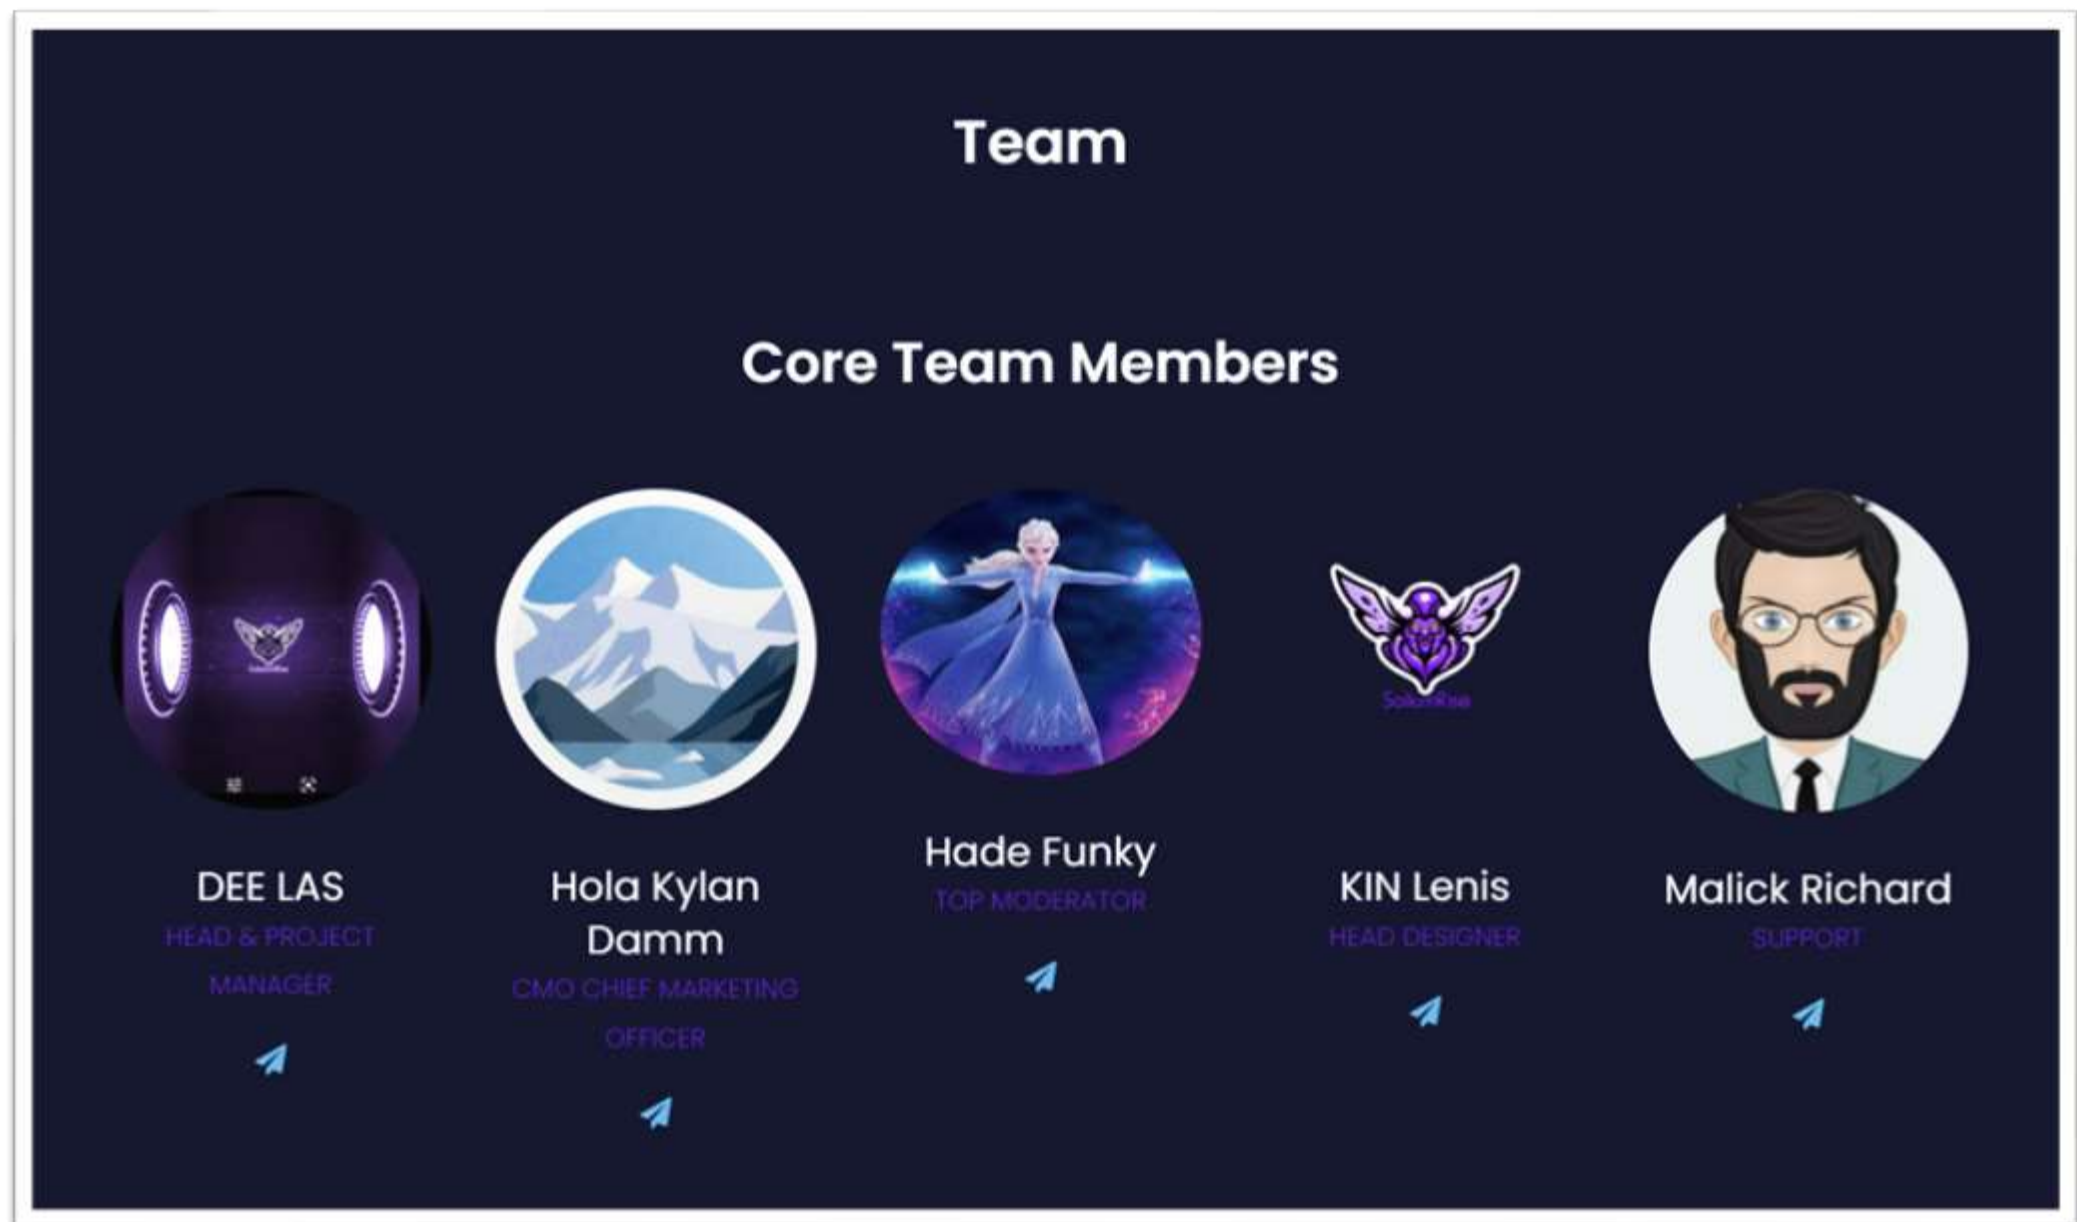 Team
Core Team Members
DEE LAS
HEAD & PROJECT
MANAGER
Hola Kylan
Damm
CMO CHIEF MARKETING
OFFICER
Hade Funky
TOP MODERATOR
KIN Lenis
HEAD DESIGNER
Malick Richard
SUPPORT